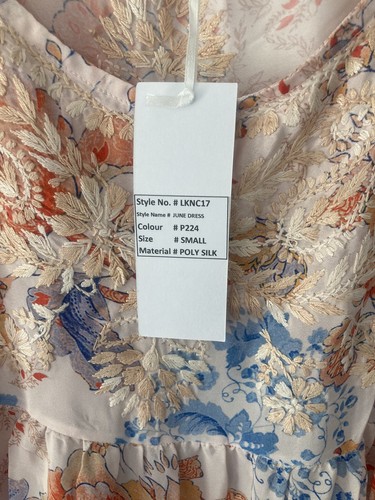 Style No. # LKNC17
Style Name # JUNE DRESS
Colour # P224
Size # SMALL
Material # POLY SILK